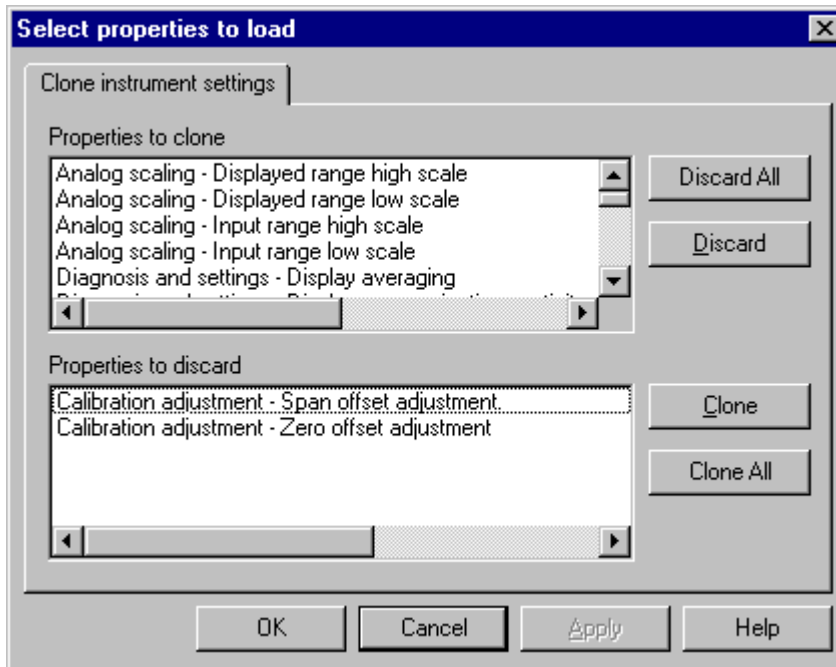 Select properties to load
Clone instrument settings
Properties to clone
Analog scaling - Displayed range high scale
Analog scaling - Displayed range low scale
Analog scaling - Input range high scale
Analog scaling - Input range low scale
Diagnosis and settings - Display averaging
Discard All
Discard
Properties to discard
Calibration adjustment - Span offset adjustment.
Calibration adjustment - Zero offset adjustment
Clone
Clone All
OK
Cancel
Apply
Help